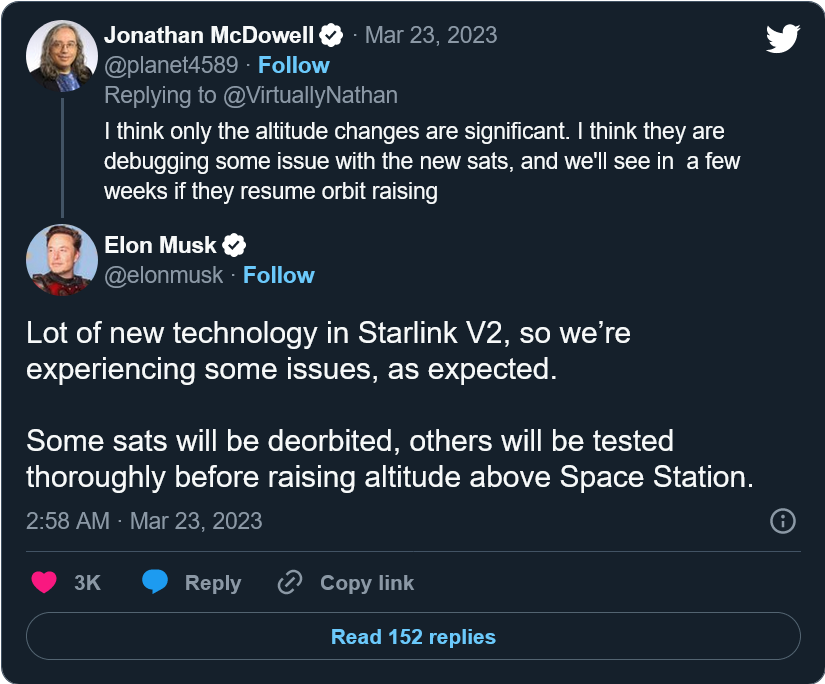 Jonathan McDowell · Mar 23, 2023
@planet4589 · Follow
Replying to @VirtuallyNathan
I think only the altitude changes are significant. I think they are
debugging some issue with the new sats, and we'll see in  a few
weeks if they resume orbit raising
Elon Musk
@elonmusk · Follow
Lot of new technology in Starlink V2, so we’re
experiencing some issues, as expected.
Some sats will be deorbited, others will be tested
thoroughly before raising altitude above Space Station.
2:58 AM · Mar 23, 2023
3K Reply Copy link
Read 152 replies